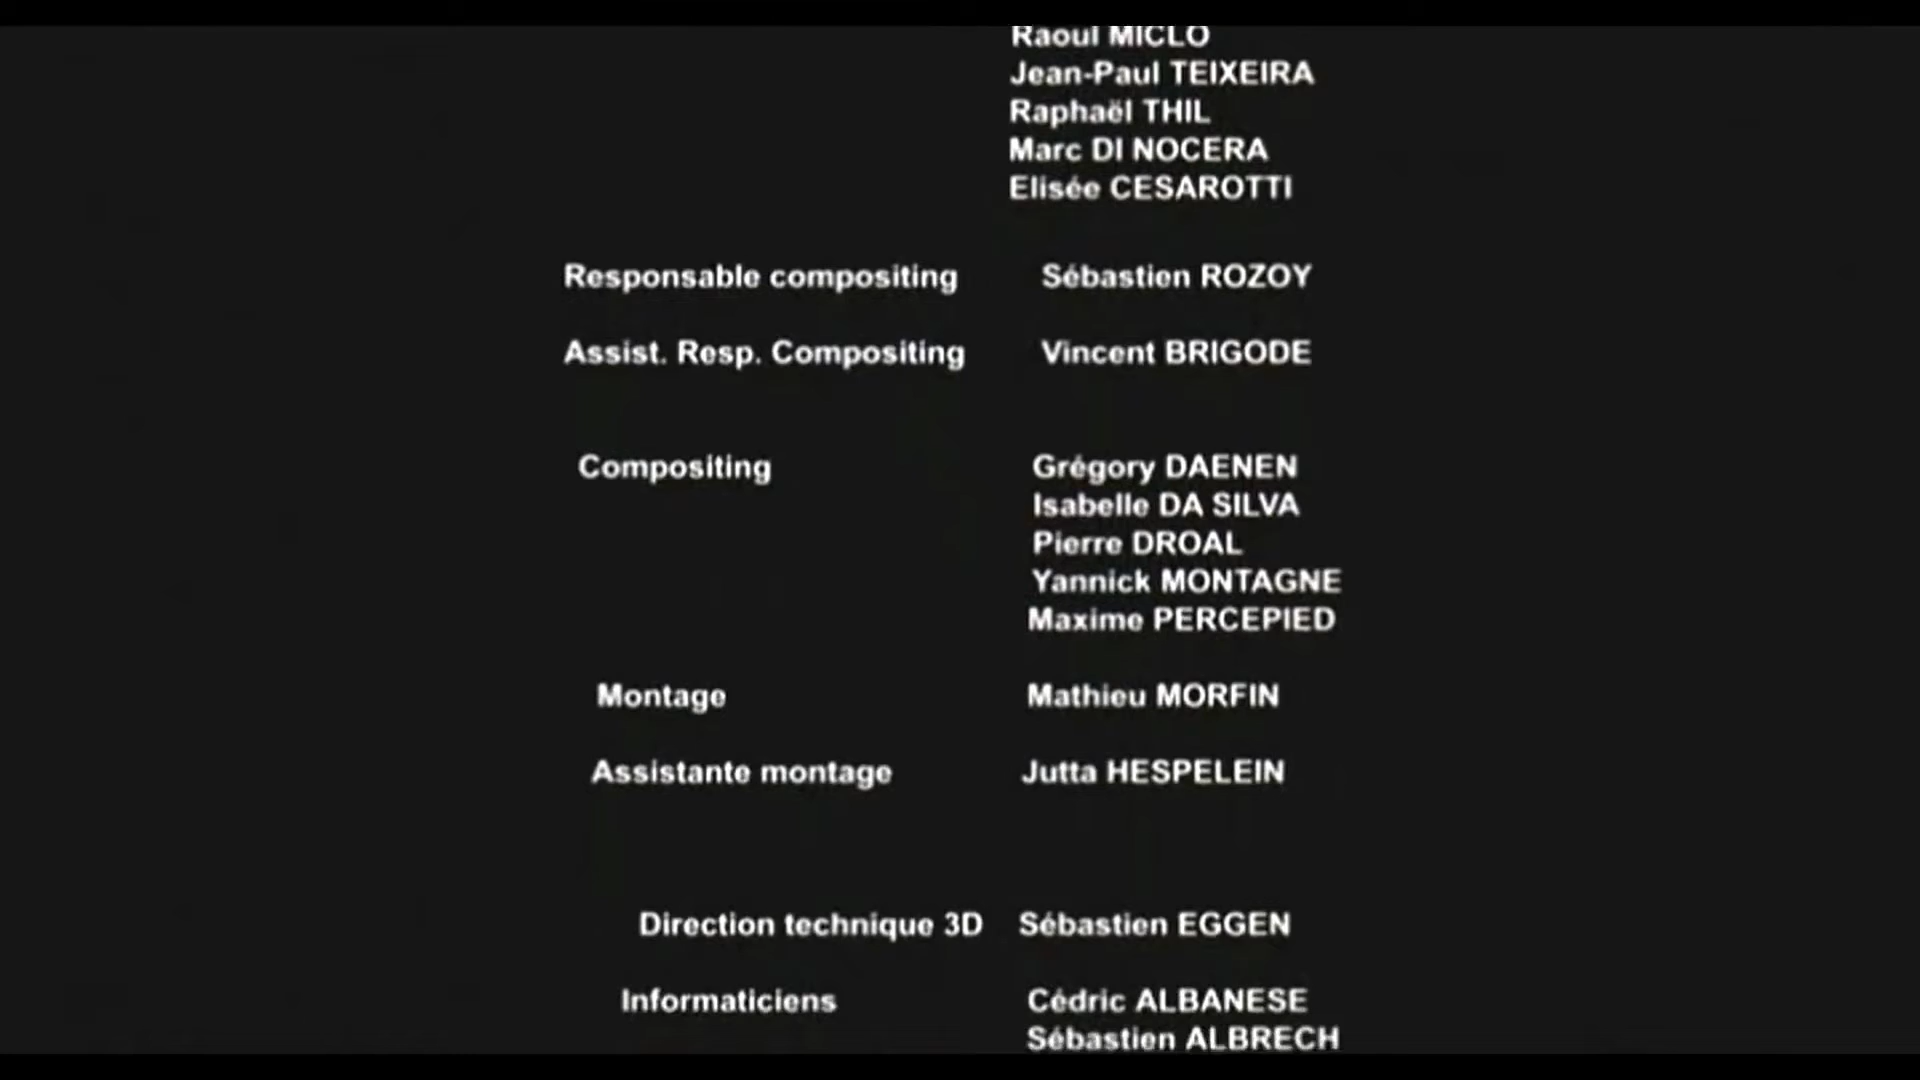 Raoul MICLO
Jean-Paul TEIXEIRA
Raphaël THIL
Marc DI NOCERA
Elisée CESAROTTI
Responsable compositing Sébastien ROZOY
Assist. Resp. Compositing Vincent BRIGODE
Compositing Grégory DAENEN
Isabelle DA SILVA
Pierre DROAL
Yannick MONTAGNE
Maxime PERCEPIED
Montage Mathieu MORFIN
Assistante montage Jutta HESPELEIN
Direction technique 3D Sébastien EGGEN
Informaticiens Cédric ALBANESE
Sébastien ALBRECH